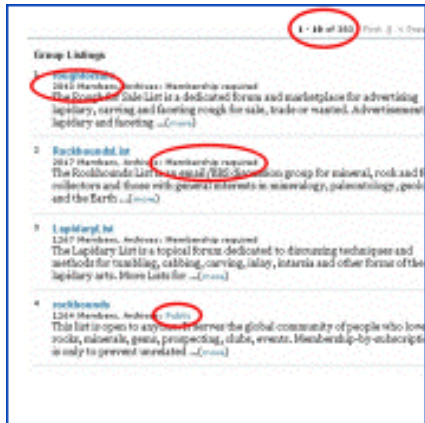 1 - 10 of 353 First || <
Group Listings
1
Members, Archives: Membership required
The Rough for Sale List is a dedicated forum and marketplace for advertising
lapidary, carving and faceting rough for sale, trade or wanted. Advertisement
lapidary and faceting ...(more)
2 RockhoundsList
2017 Members, Archives: Membership required
The Rockhounds List is an email/BBS discussion group for mineral, rock and f
collectors and those with general interests in mineralogy, paleontology, geolo
and the Earth ...(more)
3 LapidaryList
1267 Members, Archives: Membership required
The Lapidary List is a topical forum dedicated to discussing techniques and
methods for tumbling, cabbing, carving, inlay, intarsia and other forms of the
lapidary arts. More Lists for ...(more)
4 rockhounds
1264 Members, Archives: Public
This list is open to anyone. It serves the global community of people who love
rocks, minerals, gems, prospecting, clubs, events. Membership-by-subscriptio
is only to prevent unrelated ...(more)